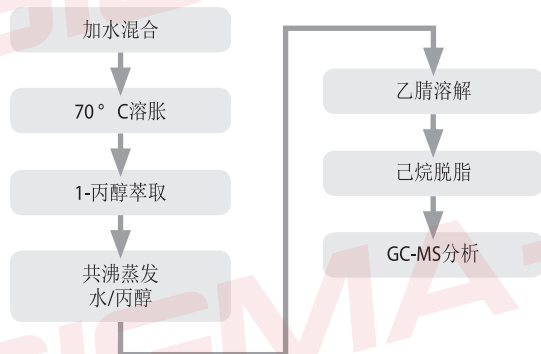 加水混合
70° C溶胀
1-丙醇萃取
共沸蒸发
水/丙醇
乙腈溶解
己烷脱脂
GC-MS分析